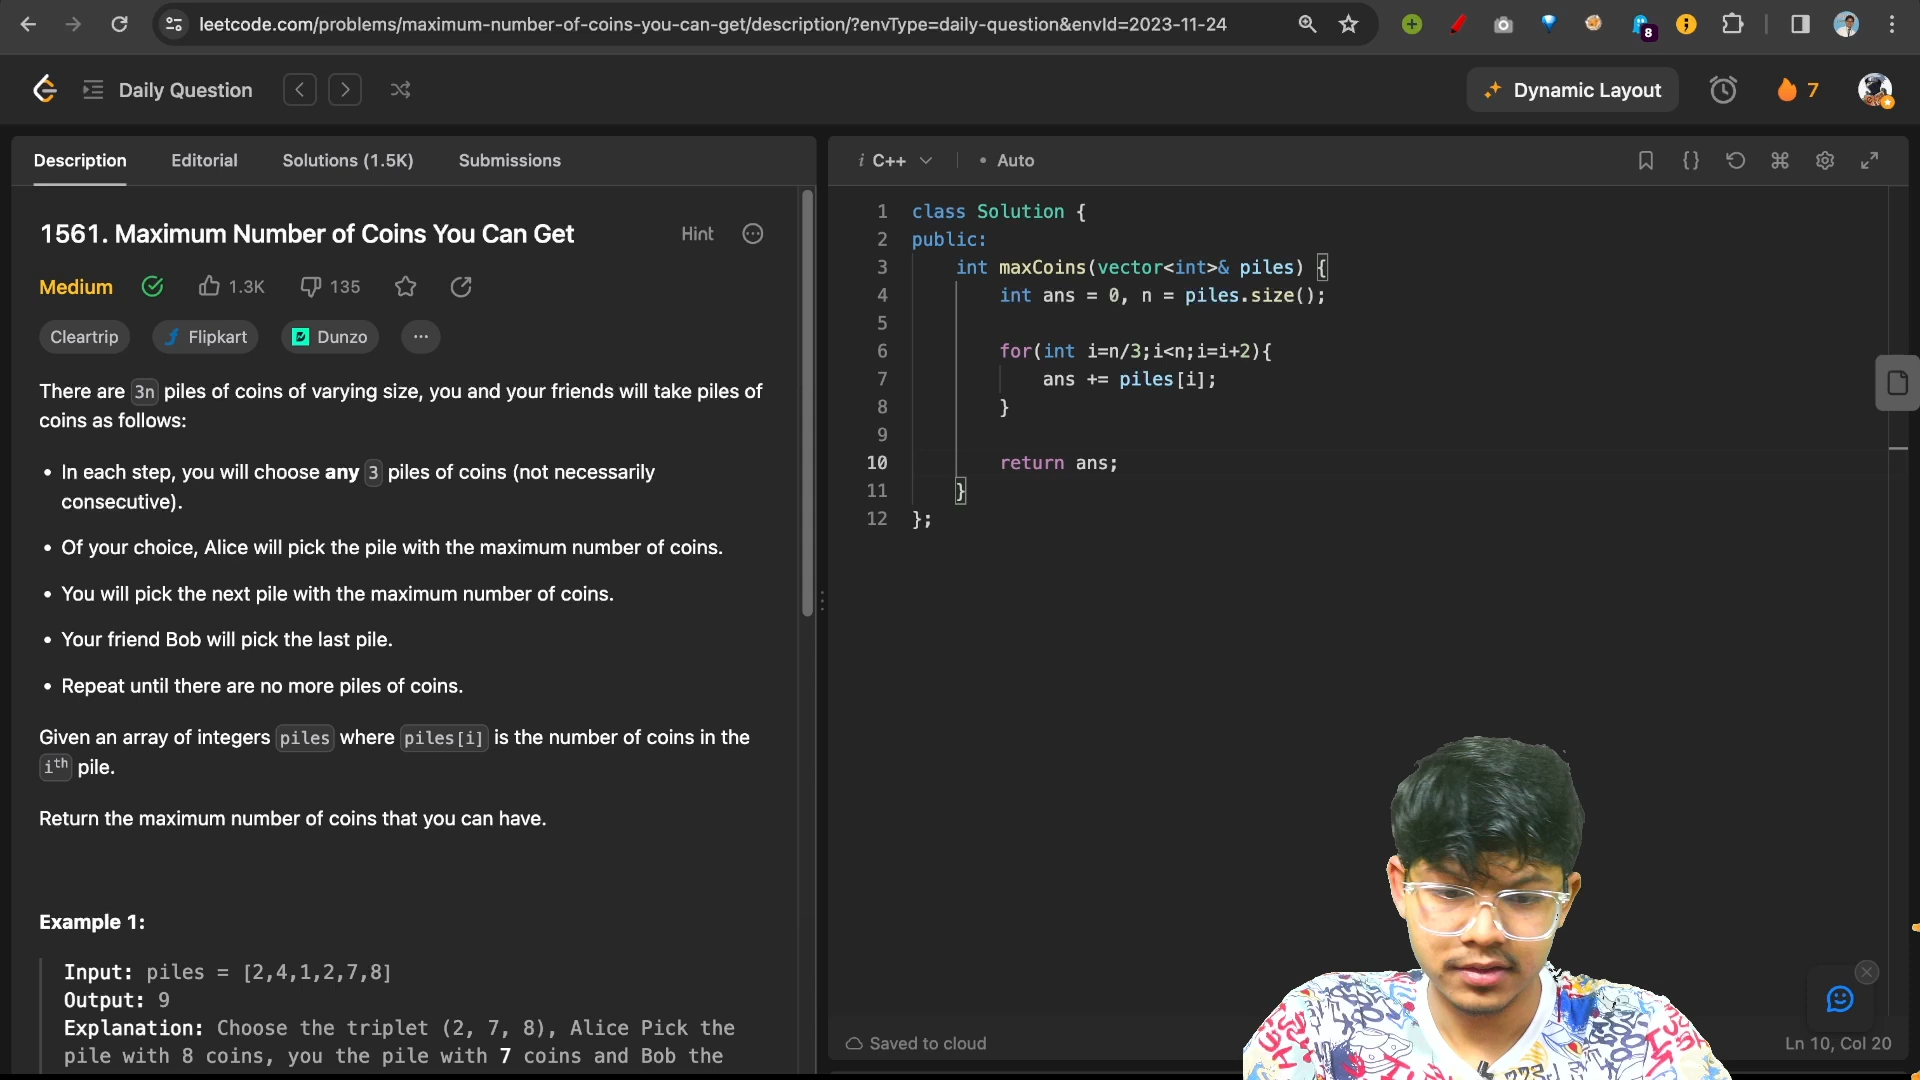 leetcode.com/problems/maximum-number-of-coins-you-can-get/description/?envType=daily-question&envId=2023-11-24
8
Daily Question
Dynamic Layout
7
Description
Editorial
Solutions (1.5K)
Submissions
1561. Maximum Number of Coins You Can Get
Hint
Medium
1.3K
135
Cleartrip
Flipkart
Dunzo
There are 3n piles of coins of varying size, you and your friends will take piles of
coins as follows:
• In each step, you will choose any 3 piles of coins (not necessarily
consecutive).
• Of your choice, Alice will pick the pile with the maximum number of coins.
• You will pick the next pile with the maximum number of coins.
• Your friend Bob will pick the last pile.
• Repeat until there are no more piles of coins.
Given an array of integers piles where piles[i] is the number of coins in the
ith pile.
Return the maximum number of coins that you can have.
Example 1:
Input: piles = [2,4,1,2,7,8]
Output: 9
Explanation: Choose the triplet (2, 7, 8), Alice Pick the
pile with 8 coins, you the pile with 7 coins and Bob the
i C++
• Auto
1 class Solution {
2 public:
3 int maxCoins(vector<int>& piles) {
4 int ans = 0, n = piles.size();
5
6 for(int i=n/3;i<n;i=i+2){
7 ans += piles[i];
8 }
9
10 return ans;
11 }
12 };
Saved to cloud
Ln 10, Col 20